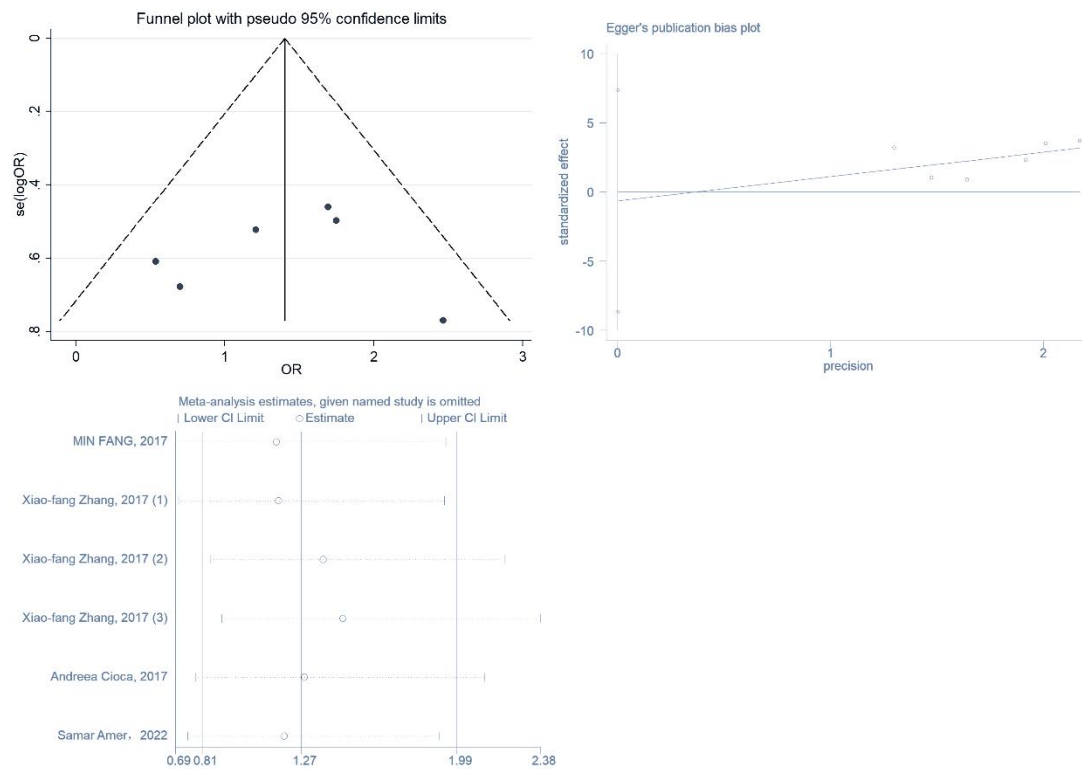 Funnel plot with pseudo 95% confidence limits
0
.2
.4
.6
.8
se(logOR)
0 1 2 3
OR
Egger's publication bias plot
10
5
0
-5
-10
standardized effect
0 1 2
precision
Meta-analysis estimates, given named study is omitted
Lower CI Limit Estimate Upper CI Limit
MIN FANG, 2017
Xiao-fang Zhang, 2017 (1)
Xiao-fang Zhang, 2017 (2)
Xiao-fang Zhang, 2017 (3)
Andreea Cioca, 2017
Samar Amer, 2022
0.69 0.81 1.27 1.99 2.38